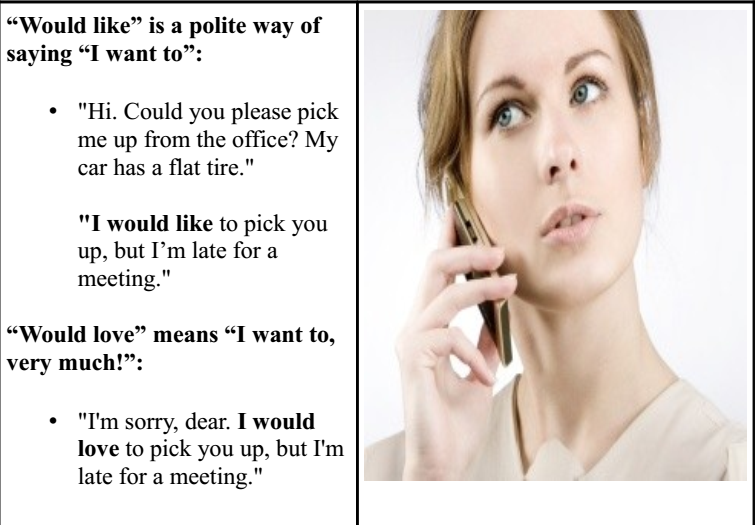 “Would like” is a polite way of
saying “I want to”:
• "Hi. Could you please pick
me up from the office? My
car has a flat tire."
"I would like to pick you
up, but I’m late for a
meeting."
“Would love” means “I want to,
very much!”:
• "I'm sorry, dear. I would
love to pick you up, but I'm
late for a meeting."